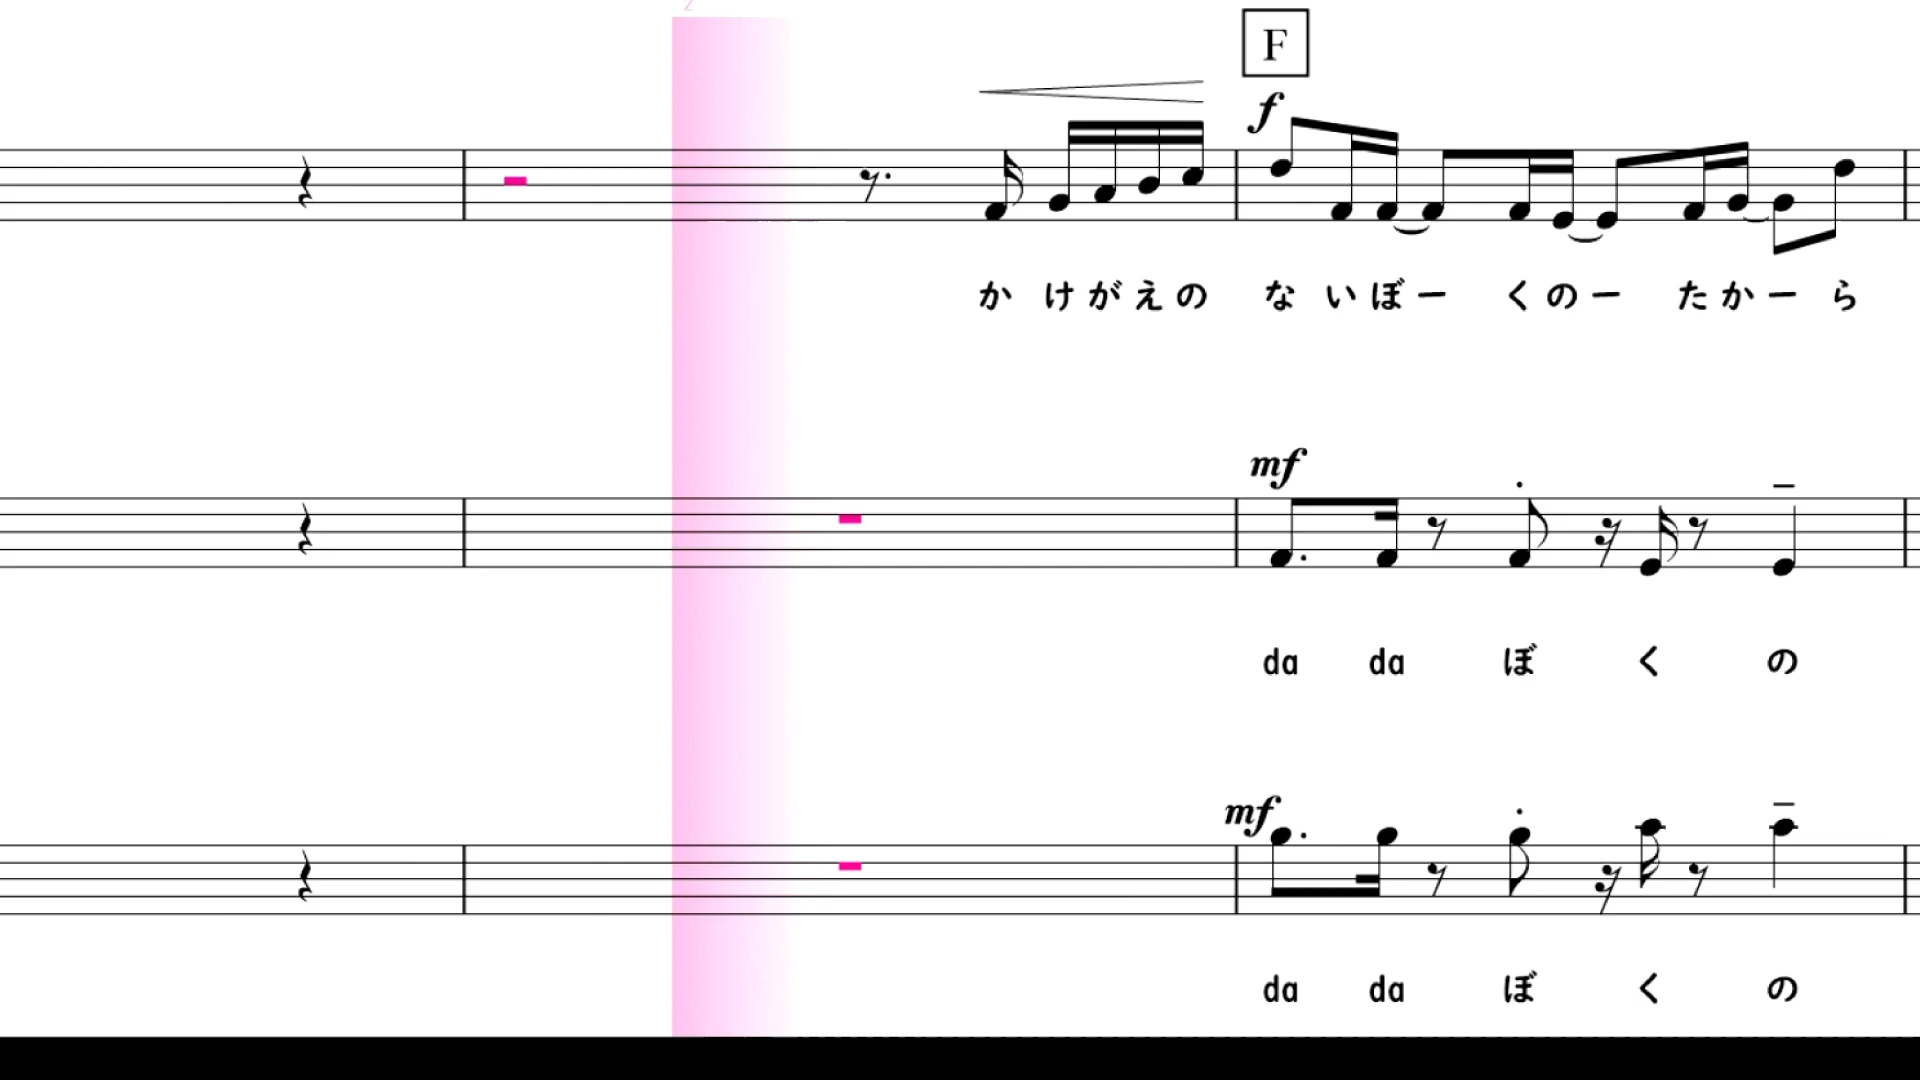 2
F
f
かけがえの ないぼー くのー たかーら
mf
da da ぼ く の
mf
da da ぼ く の